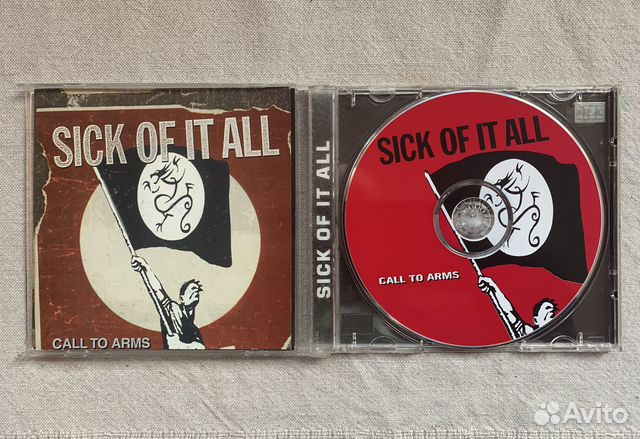 SICK OF IT ALL
CALL TO ARMS
SICK OF IT ALL
SICK OF IT ALL
CALL TO ARMS
Avito